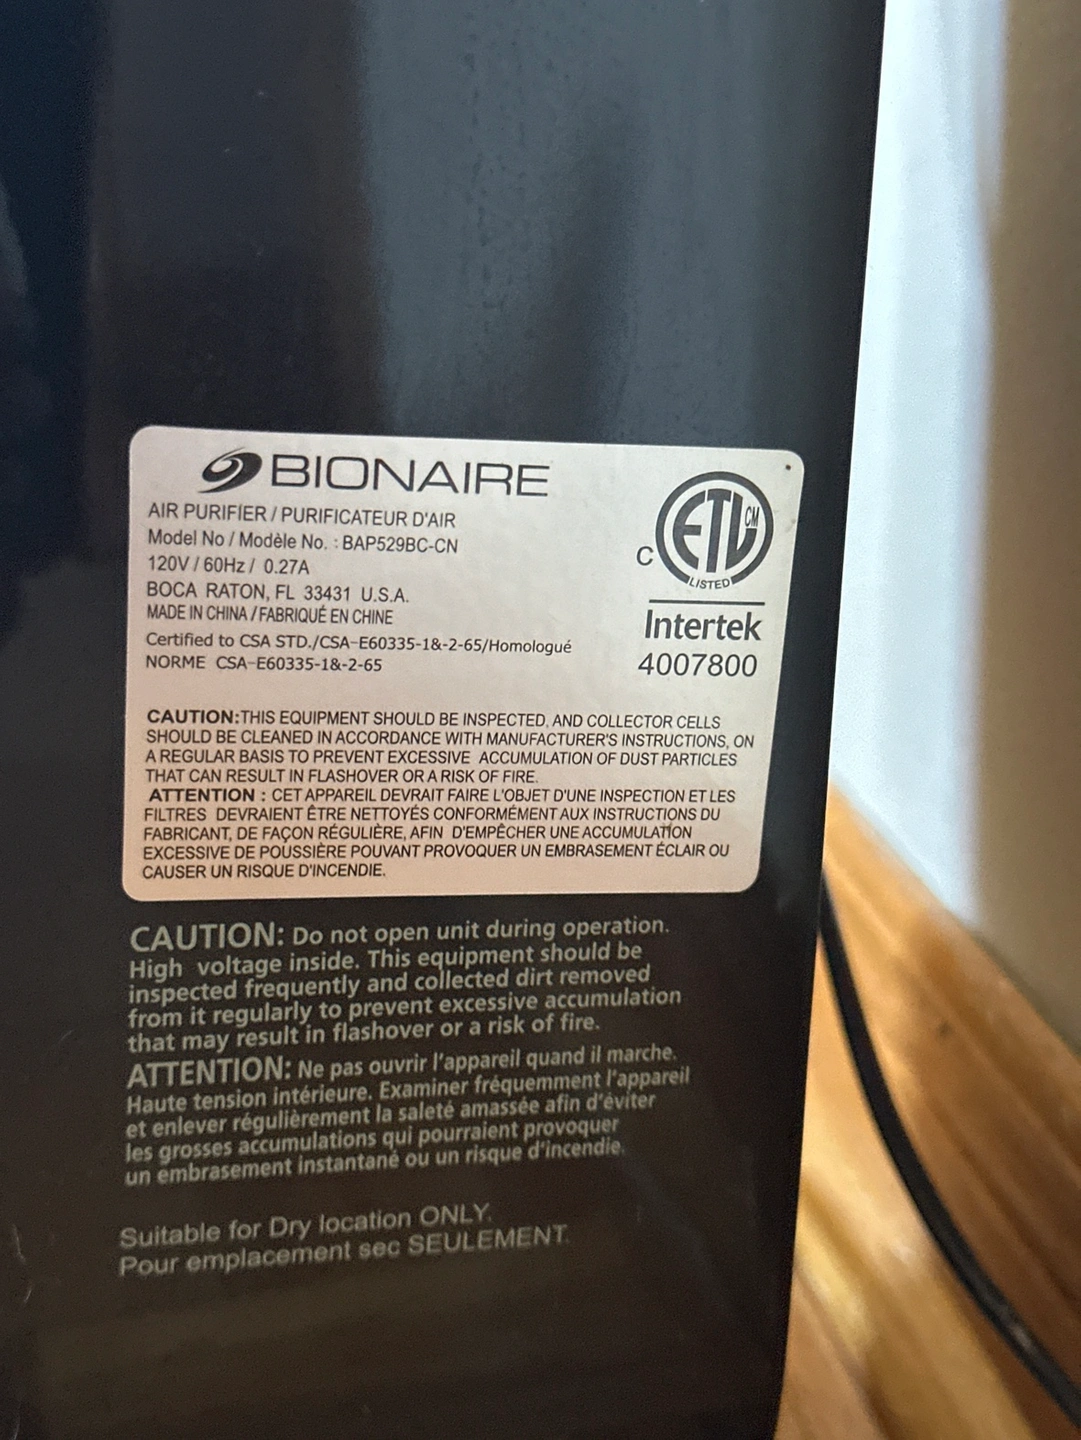 BIONAIRE
AIR PURIFIER / PURIFICATEUR D'AIR
Model No / Modèle No. : BAP529BC-CN
120V / 60Hz / 0.27A
BOCA RATON, FL 33431 U.S.A.
MADE IN CHINA / FABRIQUÉ EN CHINE
Certified to CSA STD./CSA-E60335-1&-2-65/Homologué
NORME CSA-E60335-1&-2-65
C ETL CM
LISTED
Intertek
4007800
CAUTION:THIS EQUIPMENT SHOULD BE INSPECTED, AND COLLECTOR CELLS
SHOULD BE CLEANED IN ACCORDANCE WITH MANUFACTURER'S INSTRUCTIONS, ON
A REGULAR BASIS TO PREVENT EXCESSIVE ACCUMULATION OF DUST PARTICLES
THAT CAN RESULT IN FLASHOVER OR A RISK OF FIRE.
ATTENTION : CET APPAREIL DEVRAIT FAIRE L'OBJET D'UNE INSPECTION ET LES
FILTRES DEVRAIENT ÊTRE NETTOYÉS CONFORMÉMENT AUX INSTRUCTIONS DU
FABRICANT, DE FAÇON RÉGULIÈRE, AFIN D'EMPÊCHER UNE ACCUMULATION
EXCESSIVE DE POUSSIÈRE POUVANT PROVOQUER UN EMBRASEMENT ÉCLAIR OU
CAUSER UN RISQUE D'INCENDIE.
CAUTION: Do not open unit during operation.
High voltage inside. This equipment should be
inspected frequently and collected dirt removed
from it regularly to prevent excessive accumulation
that may result in flashover or a risk of fire.
ATTENTION: Ne pas ouvrir l'appareil quand il marche.
Haute tension intérieure. Examiner fréquemment l'appareil
et enlever régulièrement la saleté amassée afin d'éviter
les grosses accumulations qui pourraient provoquer
un embrasement instantané ou un risque d'incendie.
Suitable for Dry location ONLY.
Pour emplacement sec SEULEMENT.